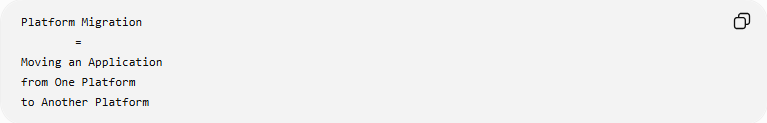 Platform Migration
=
Moving an Application
from One Platform
to Another Platform